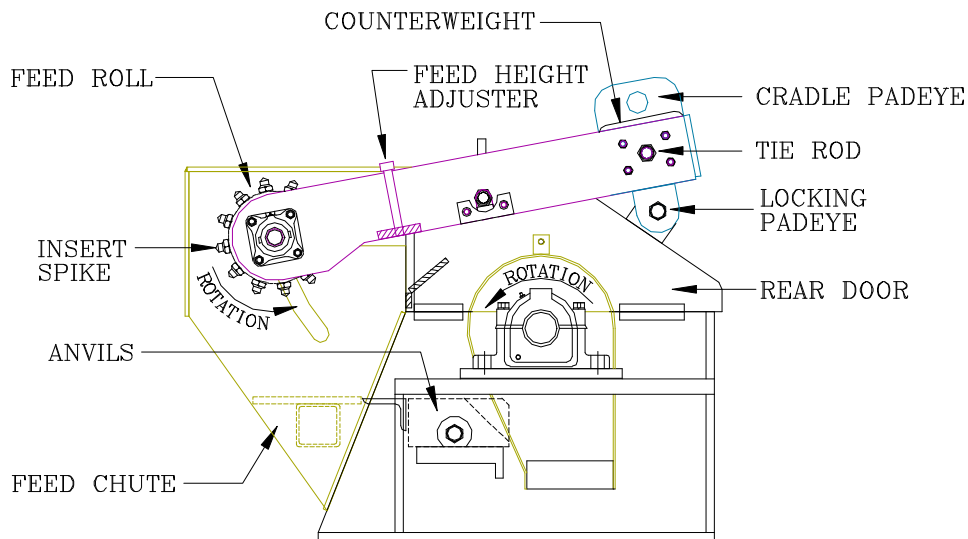 COUNTERWEIGHT
FEED ROLL
FEED HEIGHT
ADJUSTER
CRADLE PADEYE
TIE ROD
LOCKING
PADEYE
INSERT
SPIKE
ROTATION
ROTATION
REAR DOOR
ANVILS
FEED CHUTE